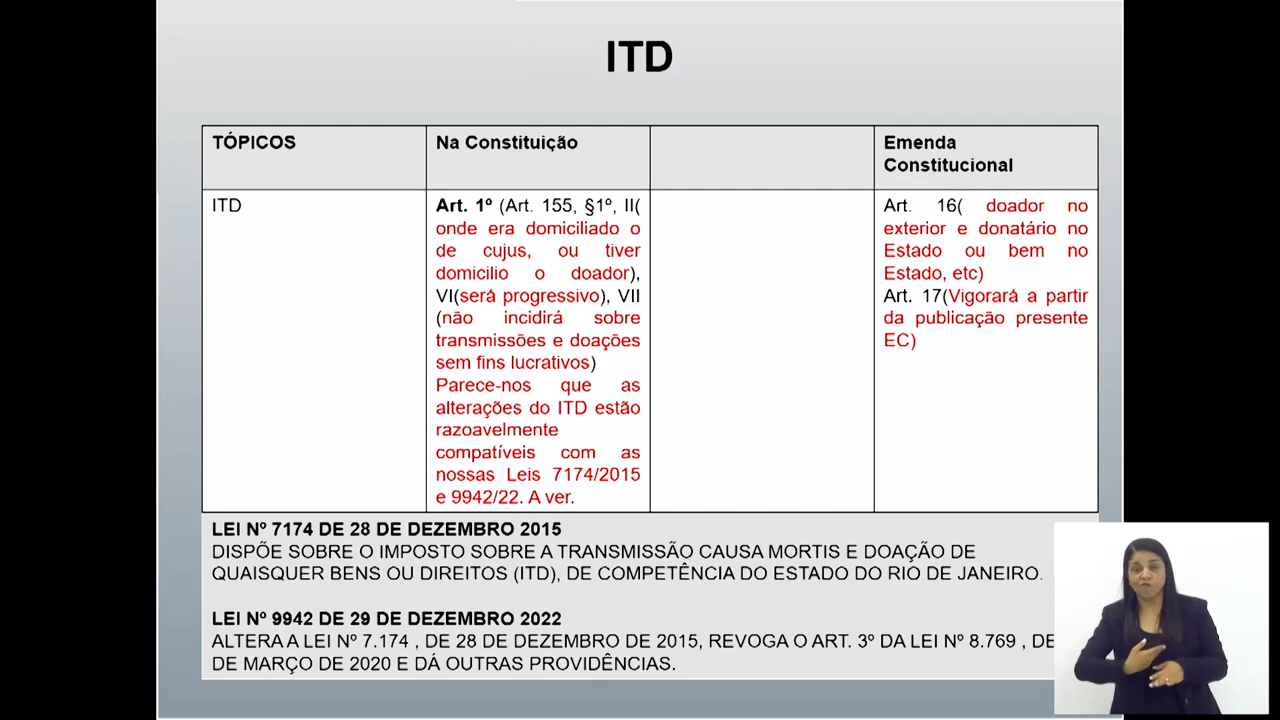 ITD
TÓPICOS
Na Constituição
Emenda
Constitucional
ITD
Art. 1º (Art. 155, §1º, II(
onde era domiciliado o
de cujus, ou tiver
domicilio o doador),
VI(será progressivo), VII
(não incidirá sobre
transmissões e doações
sem fins lucrativos)
Parece-nos que as
alterações do ITD estão
razoavelmente
compatíveis com as
nossas Leis 7174/2015
e 9942/22. A ver.
Art. 16( doador no
exterior e donatário no
Estado ou bem no
Estado, etc)
Art. 17(Vigorará a partir
da publicação presente
EC)
LEI Nº 7174 DE 28 DE DEZEMBRO 2015
DISPÕE SOBRE O IMPOSTO SOBRE A TRANSMISSÃO CAUSA MORTIS E DOAÇÃO DE
QUAISQUER BENS OU DIREITOS (ITD), DE COMPETÊNCIA DO ESTADO DO RIO DE JANEIRO.
LEI Nº 9942 DE 29 DE DEZEMBRO 2022
ALTERA A LEI Nº 7.174 , DE 28 DE DEZEMBRO DE 2015, REVOGA O ART. 3º DA LEI Nº 8.769 , DE
DE MARÇO DE 2020 E DÁ OUTRAS PROVIDÊNCIAS.